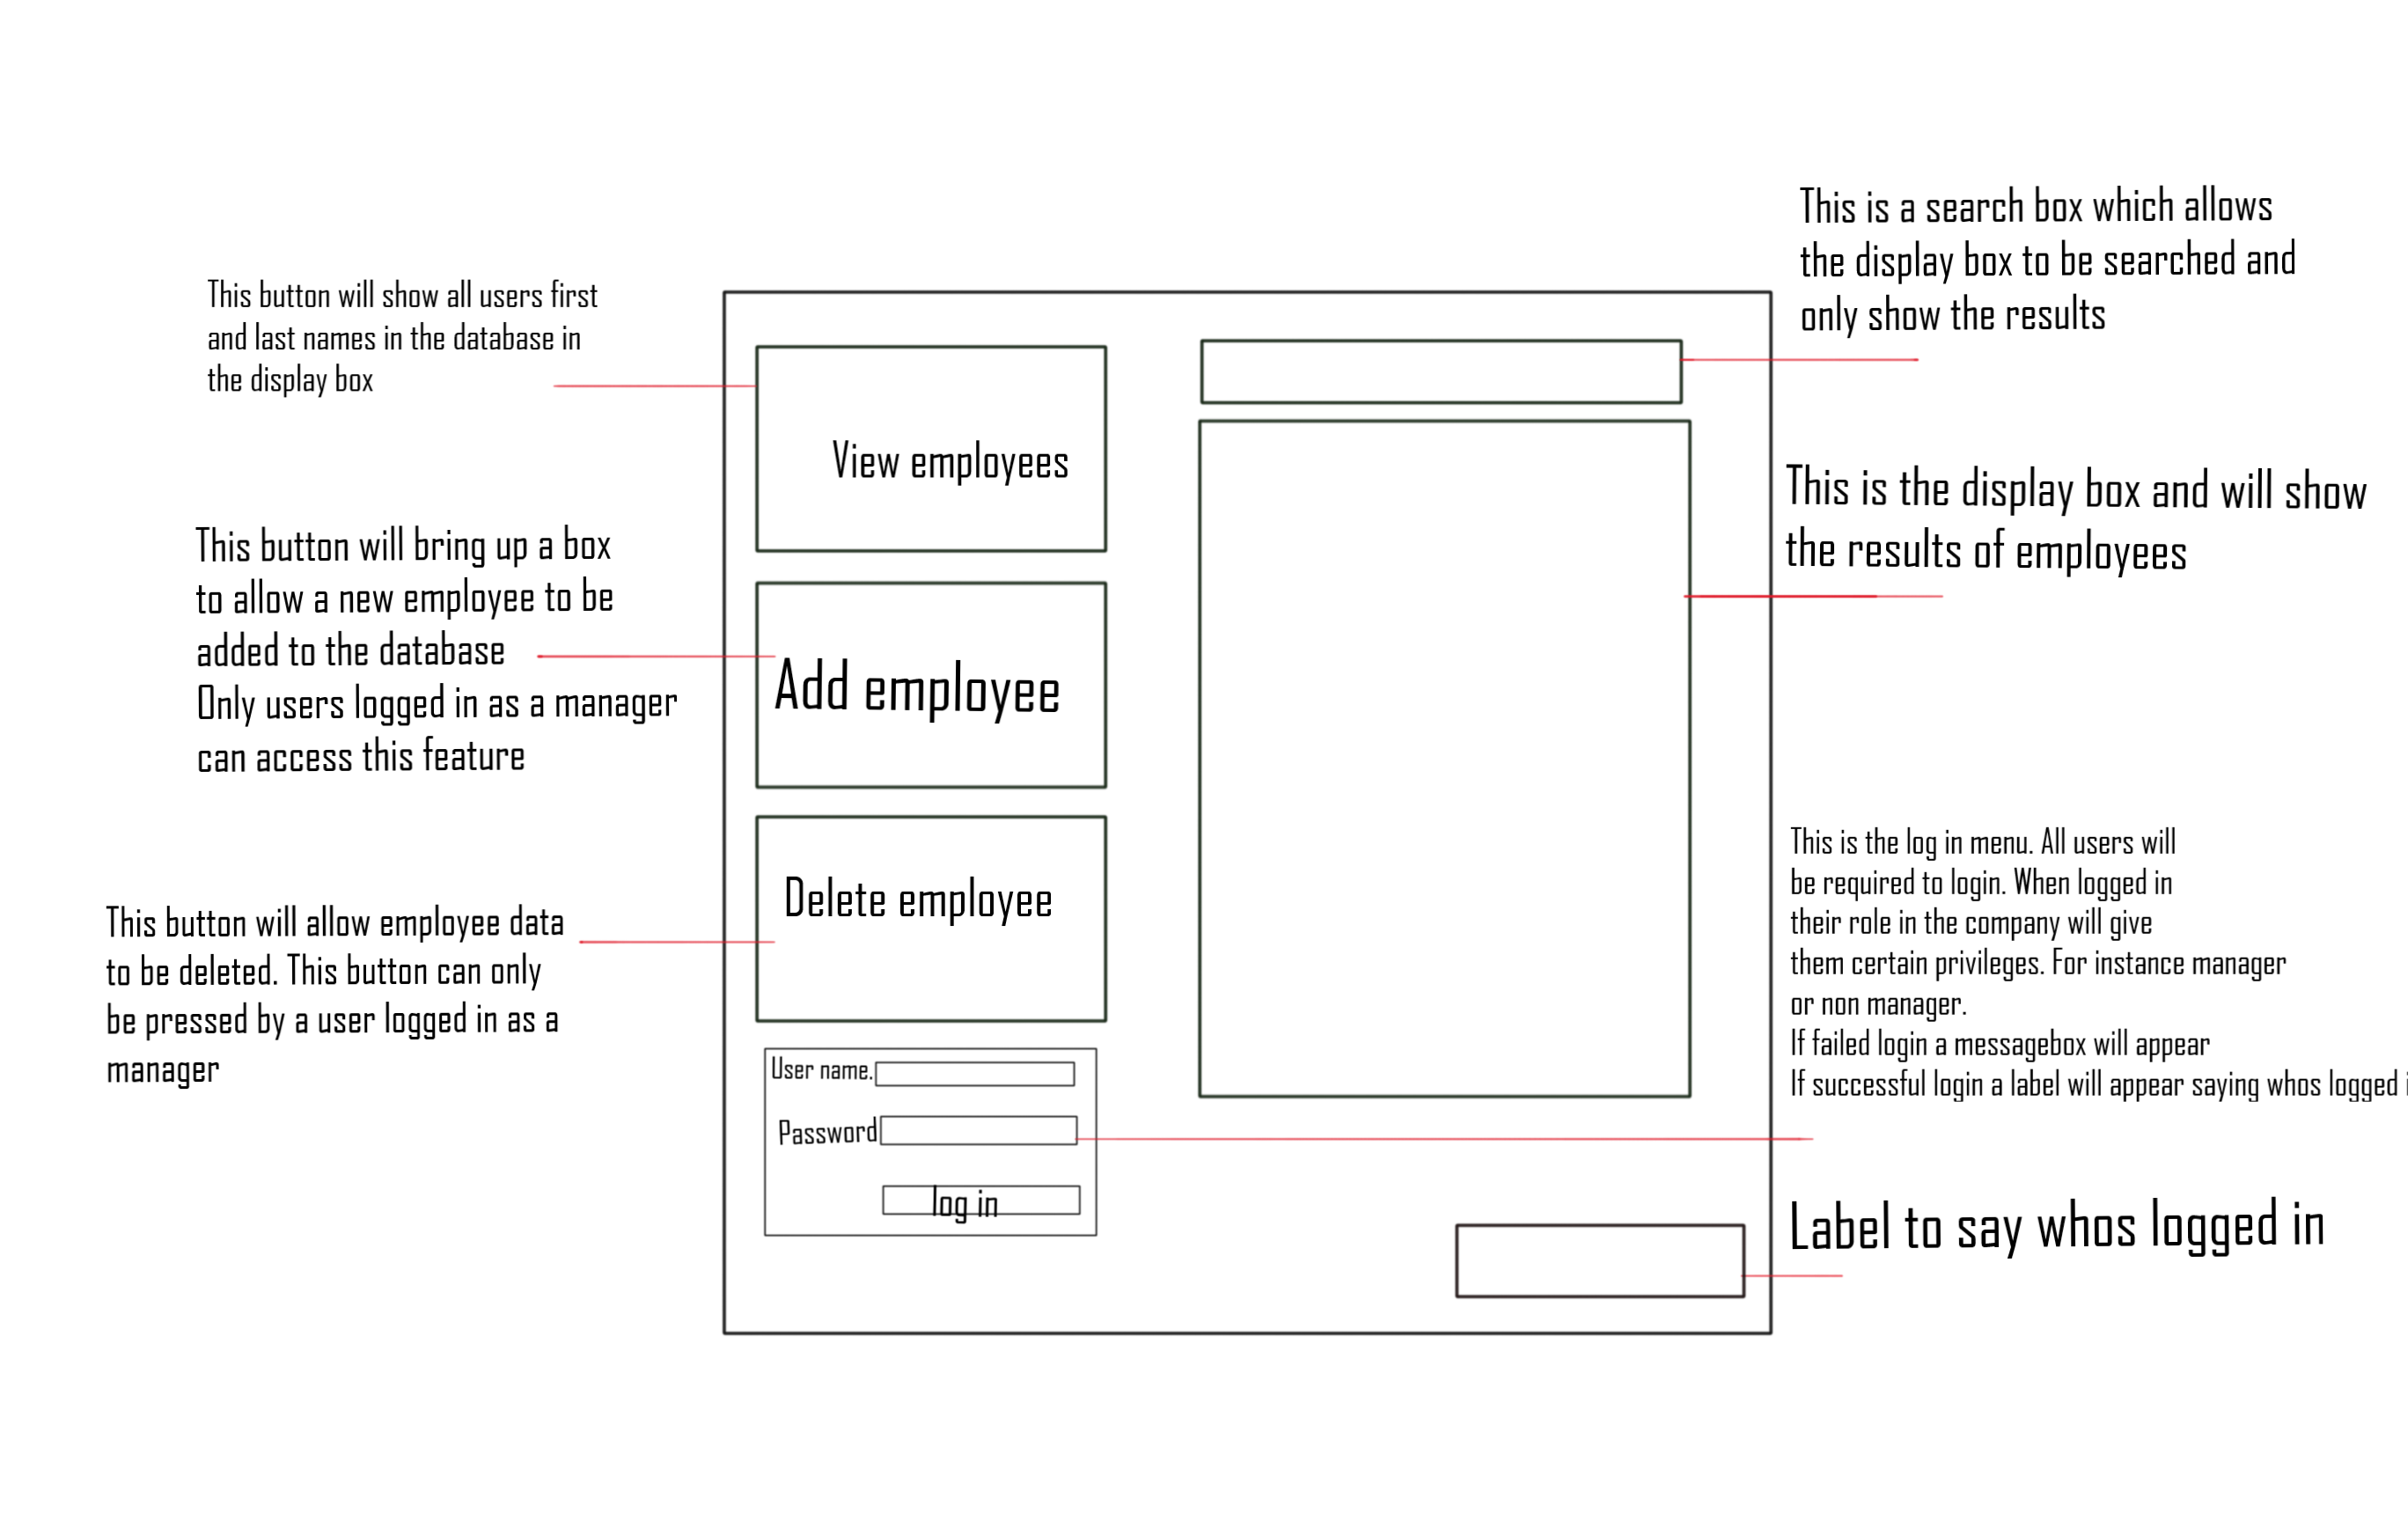 This button will show all users first
and last names in the database in
the display box
This button will bring up a box
to allow a new employee to be
added to the database
Only users logged in as a manager
can access this feature
This button will allow employee data
to be deleted. This button can only
be pressed by a user logged in as a
manager
View employees
Add employee
Delete employee
User name.
Password
log in
This is a search box which allows
the display box to be searched and
only show the results
This is the display box and will show
the results of employees
This is the log in menu. All users will
be required to login. When logged in
their role in the company will give
them certain privileges. For instance manager
or non manager.
If failed login a messagebox will appear
If successful login a label will appear saying whos logged
Label to say whos logged in